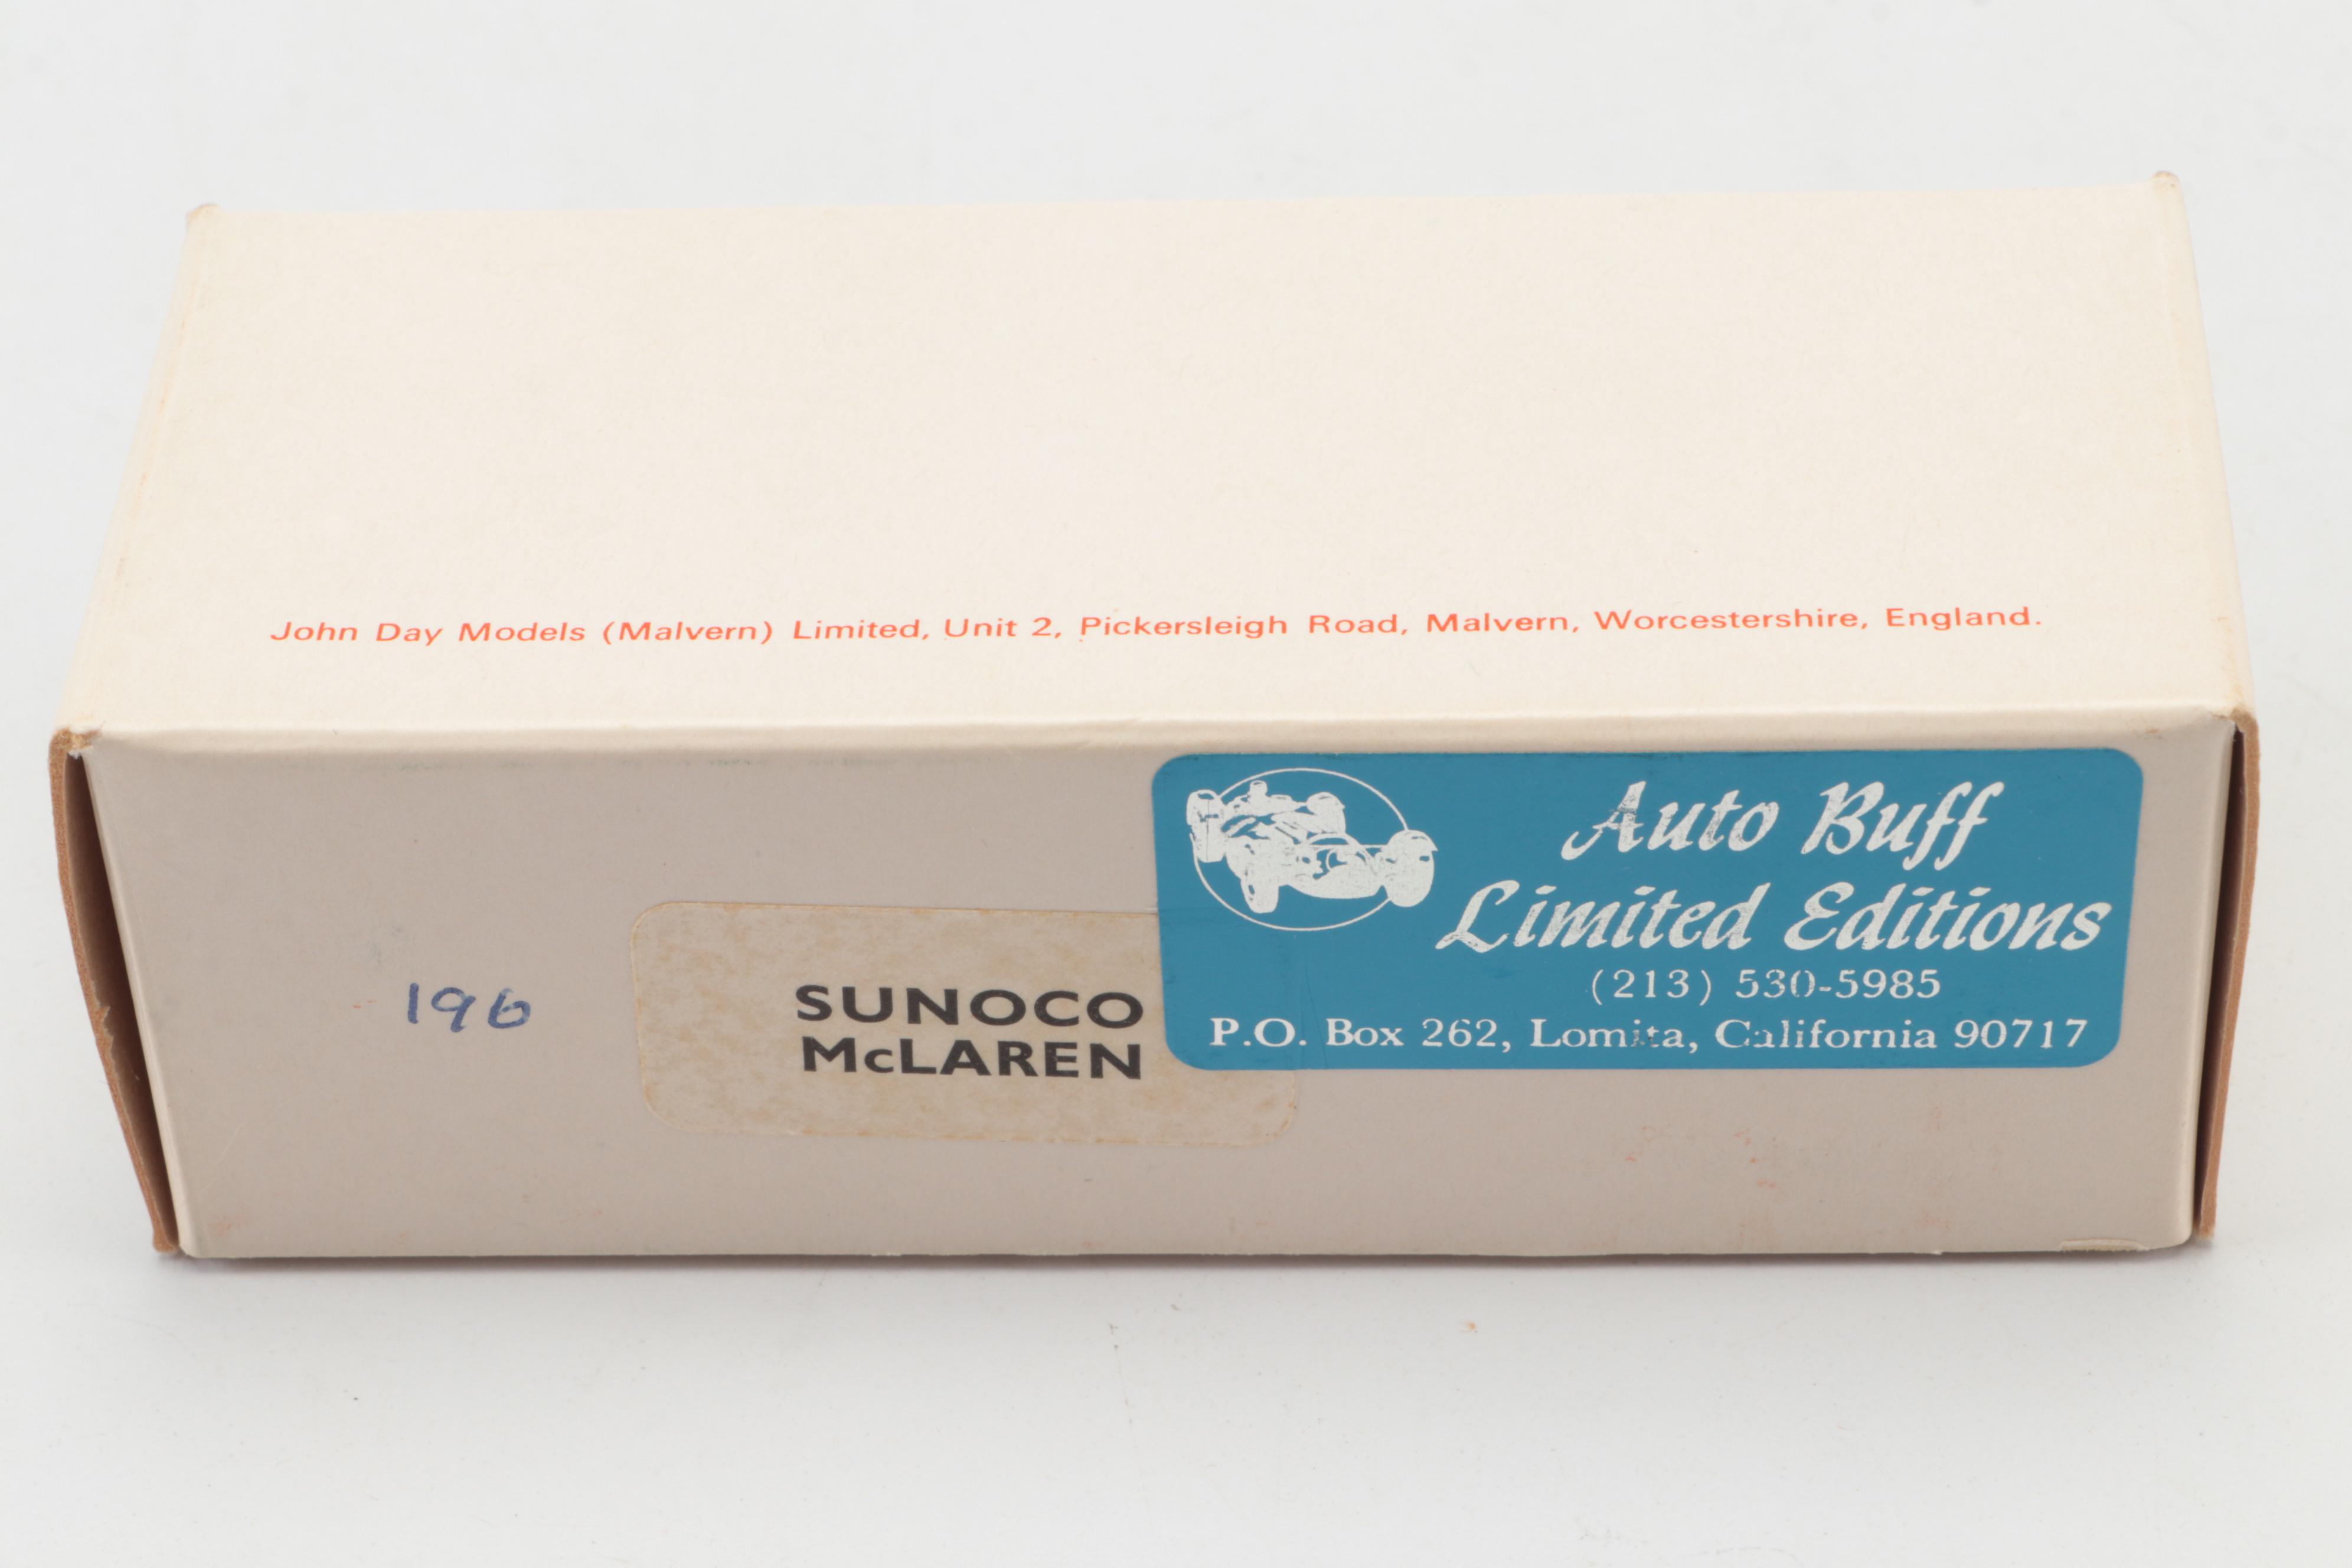 John Day Models (Malvern) Limited, Unit 2, Pickersleigh Road, Malvern, Worcestershire, England.
196
SUNOCO
McLAREN
Auto Buff
Limited Editions
(213) 530-5985
P.O. Box 262, Lomita, California 90717